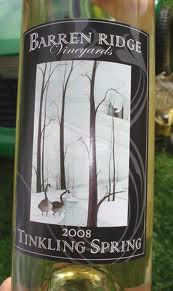 BARREN RIDGE
Vineyards
2008
TINKLING SPRING